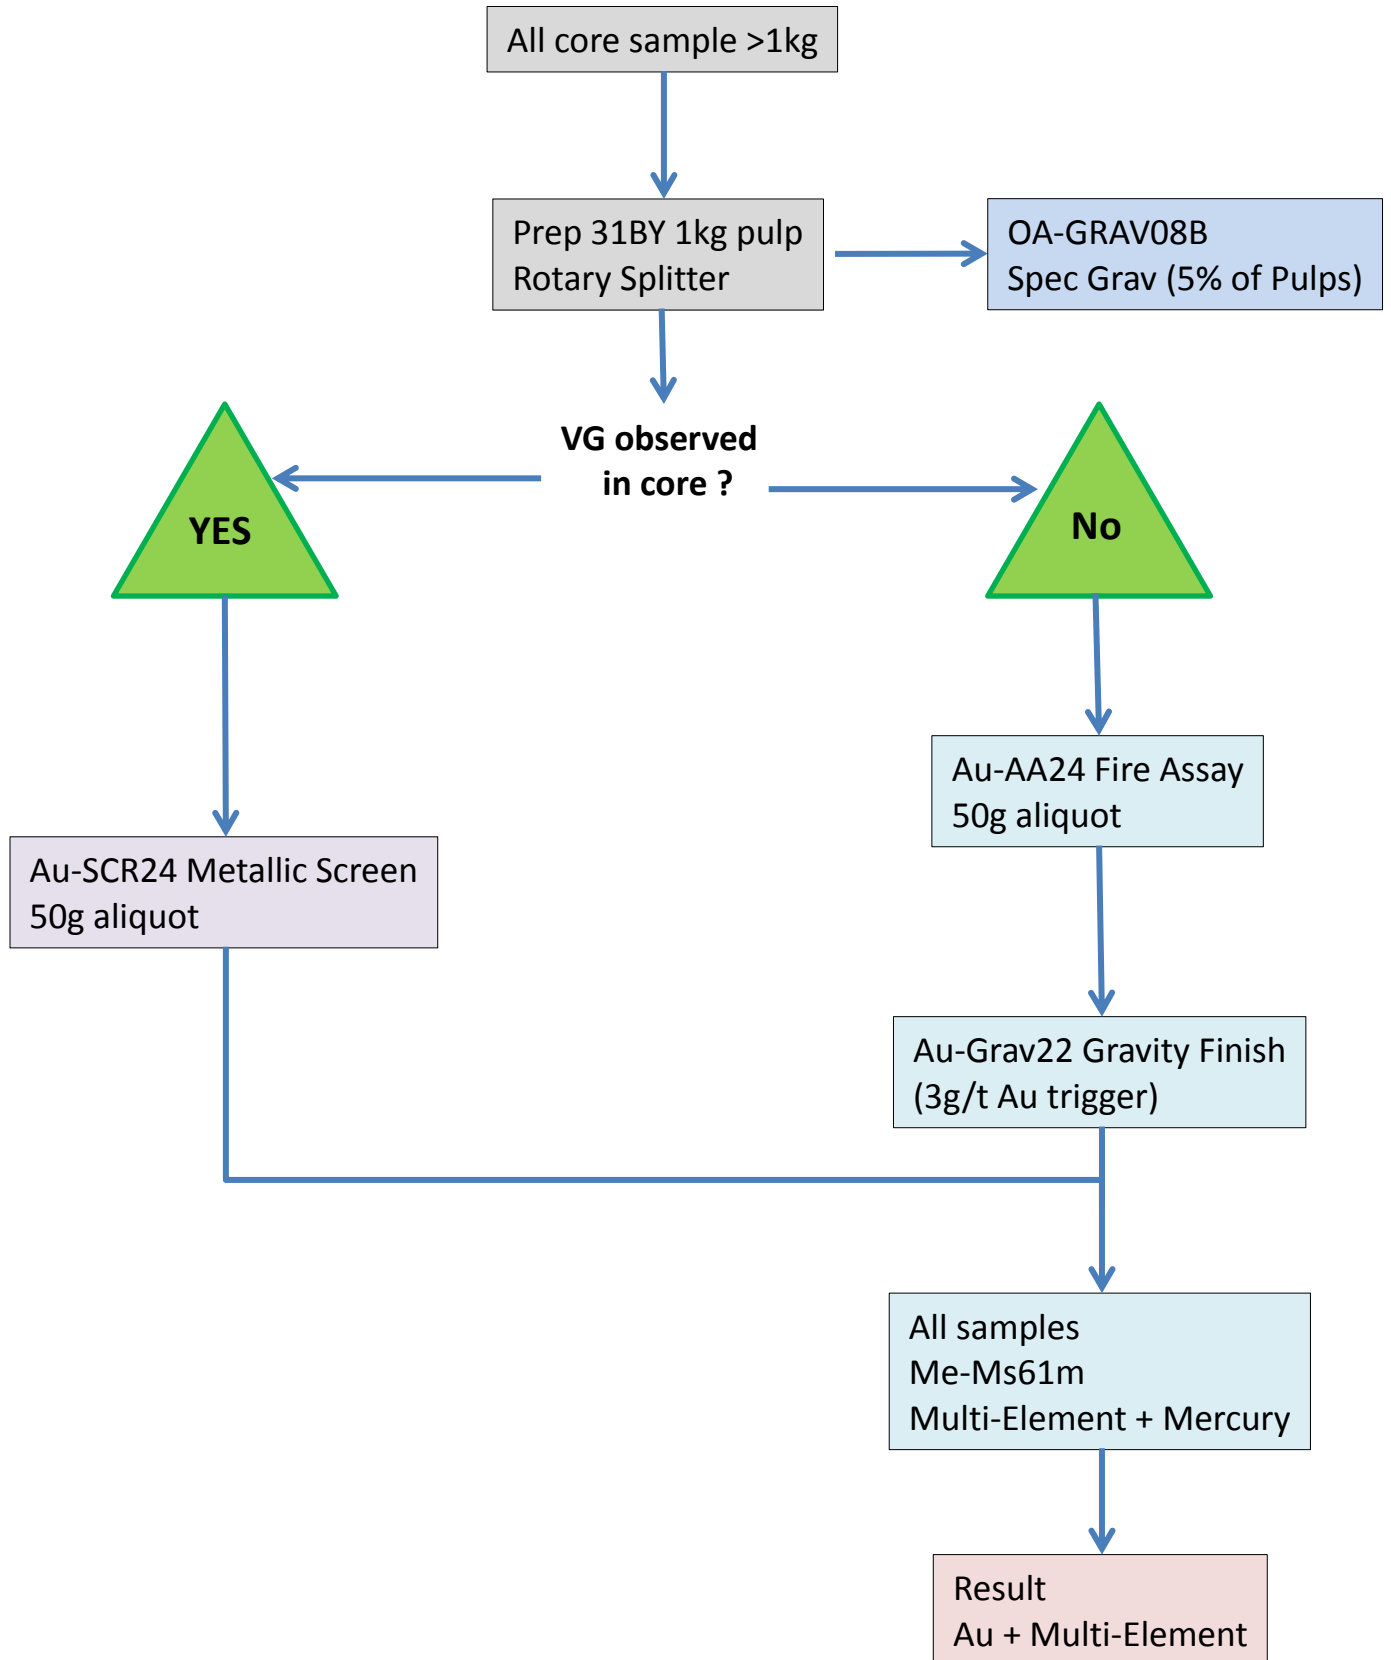 All core sample >1kg
Prep 31BY 1kg pulp
Rotary Splitter
OA-GRAV08B
Spec Grav (5% of Pulps)
VG observed
in core ?
YES
No
Au-AA24 Fire Assay
50g aliquot
Au-SCR24 Metallic Screen
50g aliquot
Au-Grav22 Gravity Finish
(3g/t Au trigger)
All samples
Me-Ms61m
Multi-Element + Mercury
Result
Au + Multi-Element